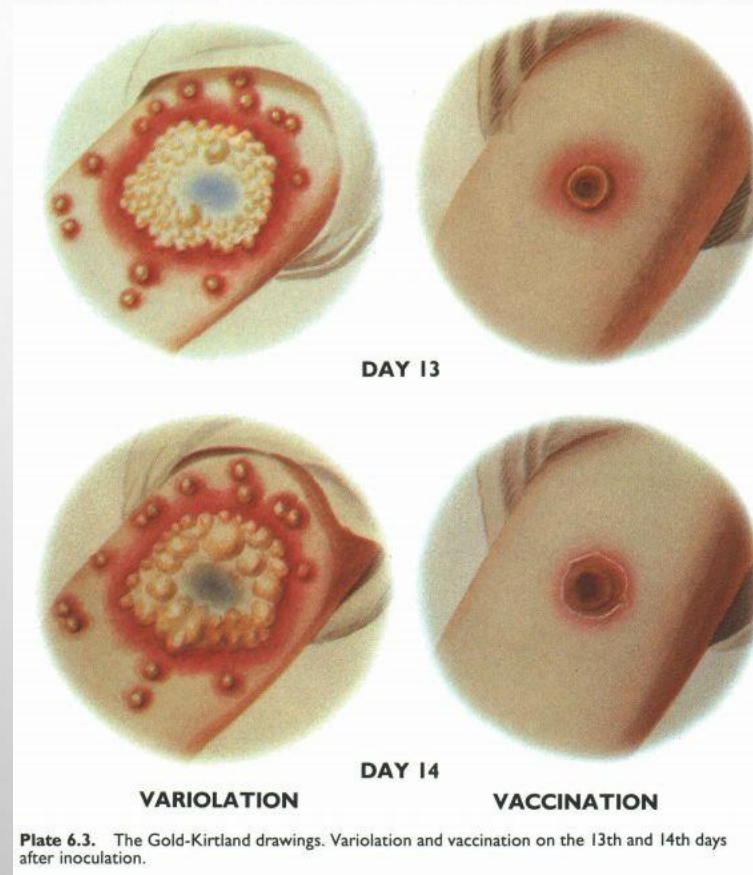 DAY 13
DAY 14
VARIOLATION VACCINATION
Plate 6.3. The Gold-Kirtland drawings. Variolation and vaccination on the 13th and 14th days
after inoculation.